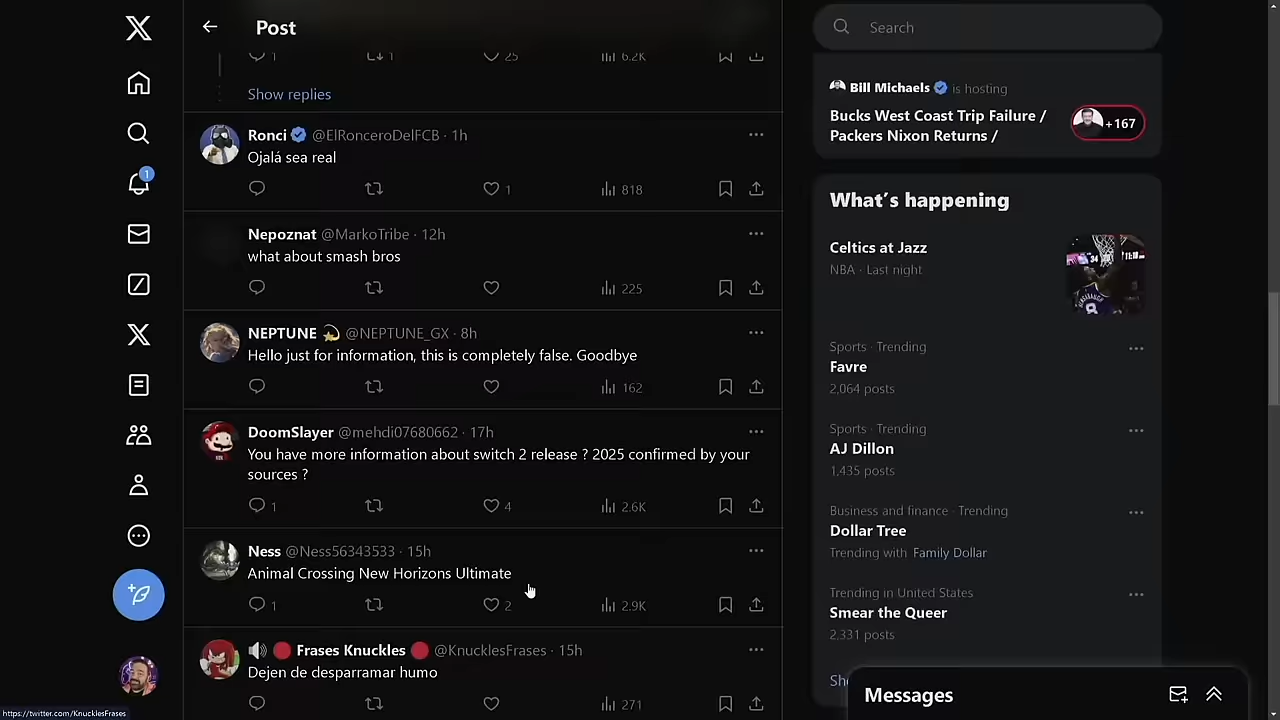 Post
Search
1 1 25 6.2K
Show replies
Bill Michaels is hosting
Bucks West Coast Trip Failure /
Packers Nixon Returns /
+167
Ronci @ElRonceroDelFCB · 1h
Ojalá sea real
1 818
1
What's happening
Nepoznat @MarkoTribe · 12h
what about smash bros
225
Celtics at Jazz
NBA · Last night
NEPTUNE 💫 @NEPTUNE_GX · 8h
Hello just for information, this is completely false. Goodbye
162
Sports · Trending
Favre
2,064 posts
DoomSlayer @mehdi07680662 · 17h
You have more information about switch 2 release ? 2025 confirmed by your
sources ?
1 4 2.6K
Sports · Trending
AJ Dillon
1,435 posts
Business and finance · Trending
Dollar Tree
Trending with Family Dollar
Ness @Ness56343533 · 15h
Animal Crossing New Horizons Ultimate
1 2 2.9K
Trending in United States
Smear the Queer
2,331 posts
🔊 🔴 Frases Knuckles 🔴 @KnucklesFrases · 15h
Dejen de desparramar humo
271
Messages
https://twitter.com/KnucklesFrases